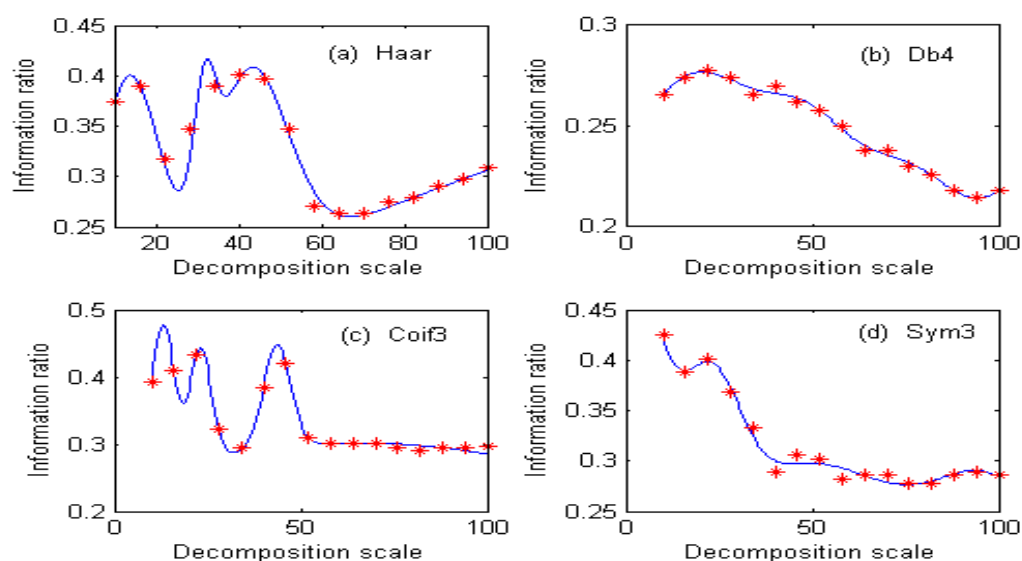 0.45
0.4
0.35
0.3
0.25
Information ratio
(a) Haar
20
40
60
80
100
Decomposition scale
0.3
0.25
0.2
Information ratio
(b) Db4
0
50
100
Decomposition scale
0.5
0.4
0.3
0.2
Information ratio
(c) Coif3
0
50
100
Decomposition scale
0.45
0.4
0.35
0.3
0.25
Information ratio
(d) Sym3
0
50
100
Decomposition scale